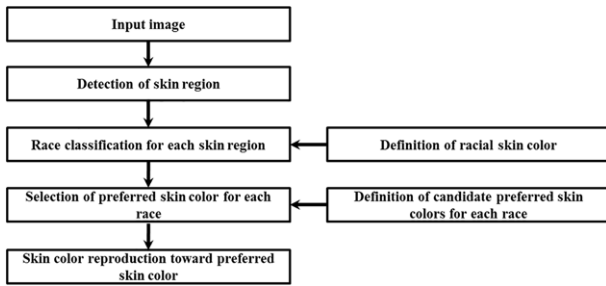 Input image
Detection of skin region
Race classification for each skin region
Definition of racial skin color
Selection of preferred skin color for each
race
Definition of candidate preferred skin
colors for each race
Skin color reproduction toward preferred
skin color